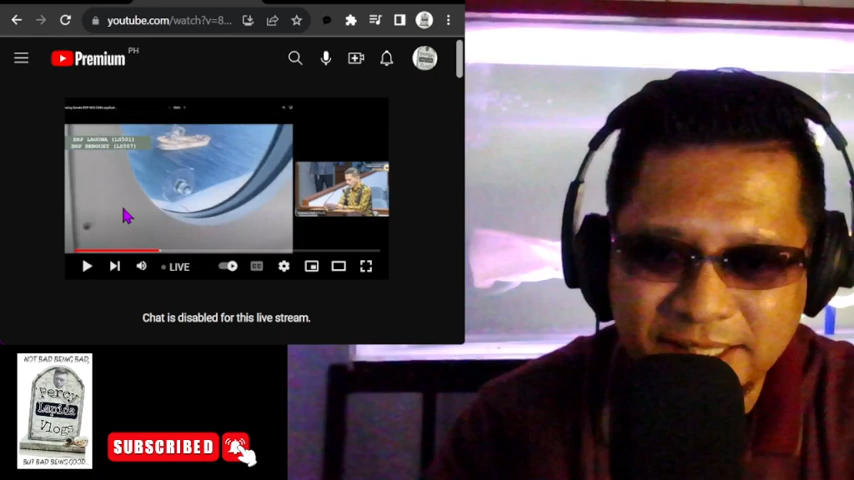 youtube.com/watch?v=8...
Premium PH
BRP LAGUNA (LS501)
BRP BENGUET (LS507)
LIVE
Chat is disabled for this live stream.
NOT BAD BEING BAD,
Percy
Lapida
Vlogs
BUT BAD BEING GOOD...
SUBSCRIBED